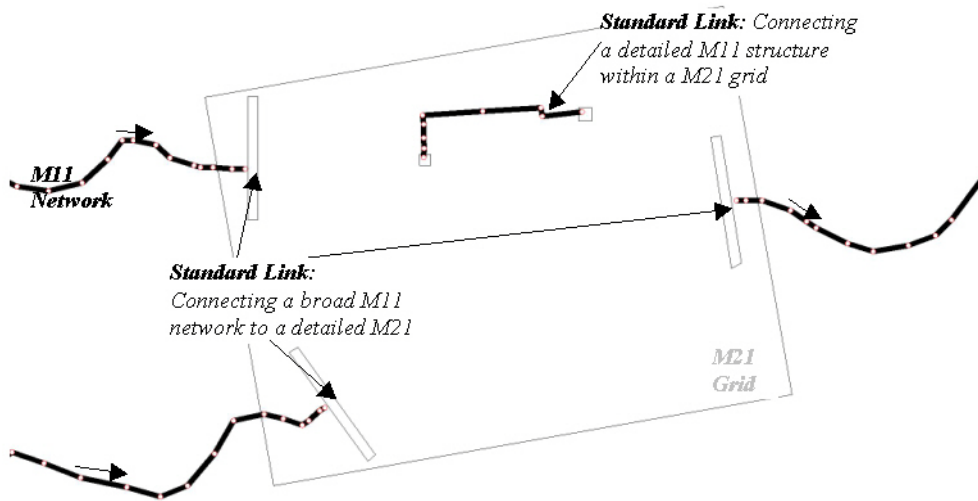 Standard Link: Connecting
a detailed M11 structure
within a M21 grid
M11
Network
Standard Link:
Connecting a broad M11
network to a detailed M21
M21
Grid